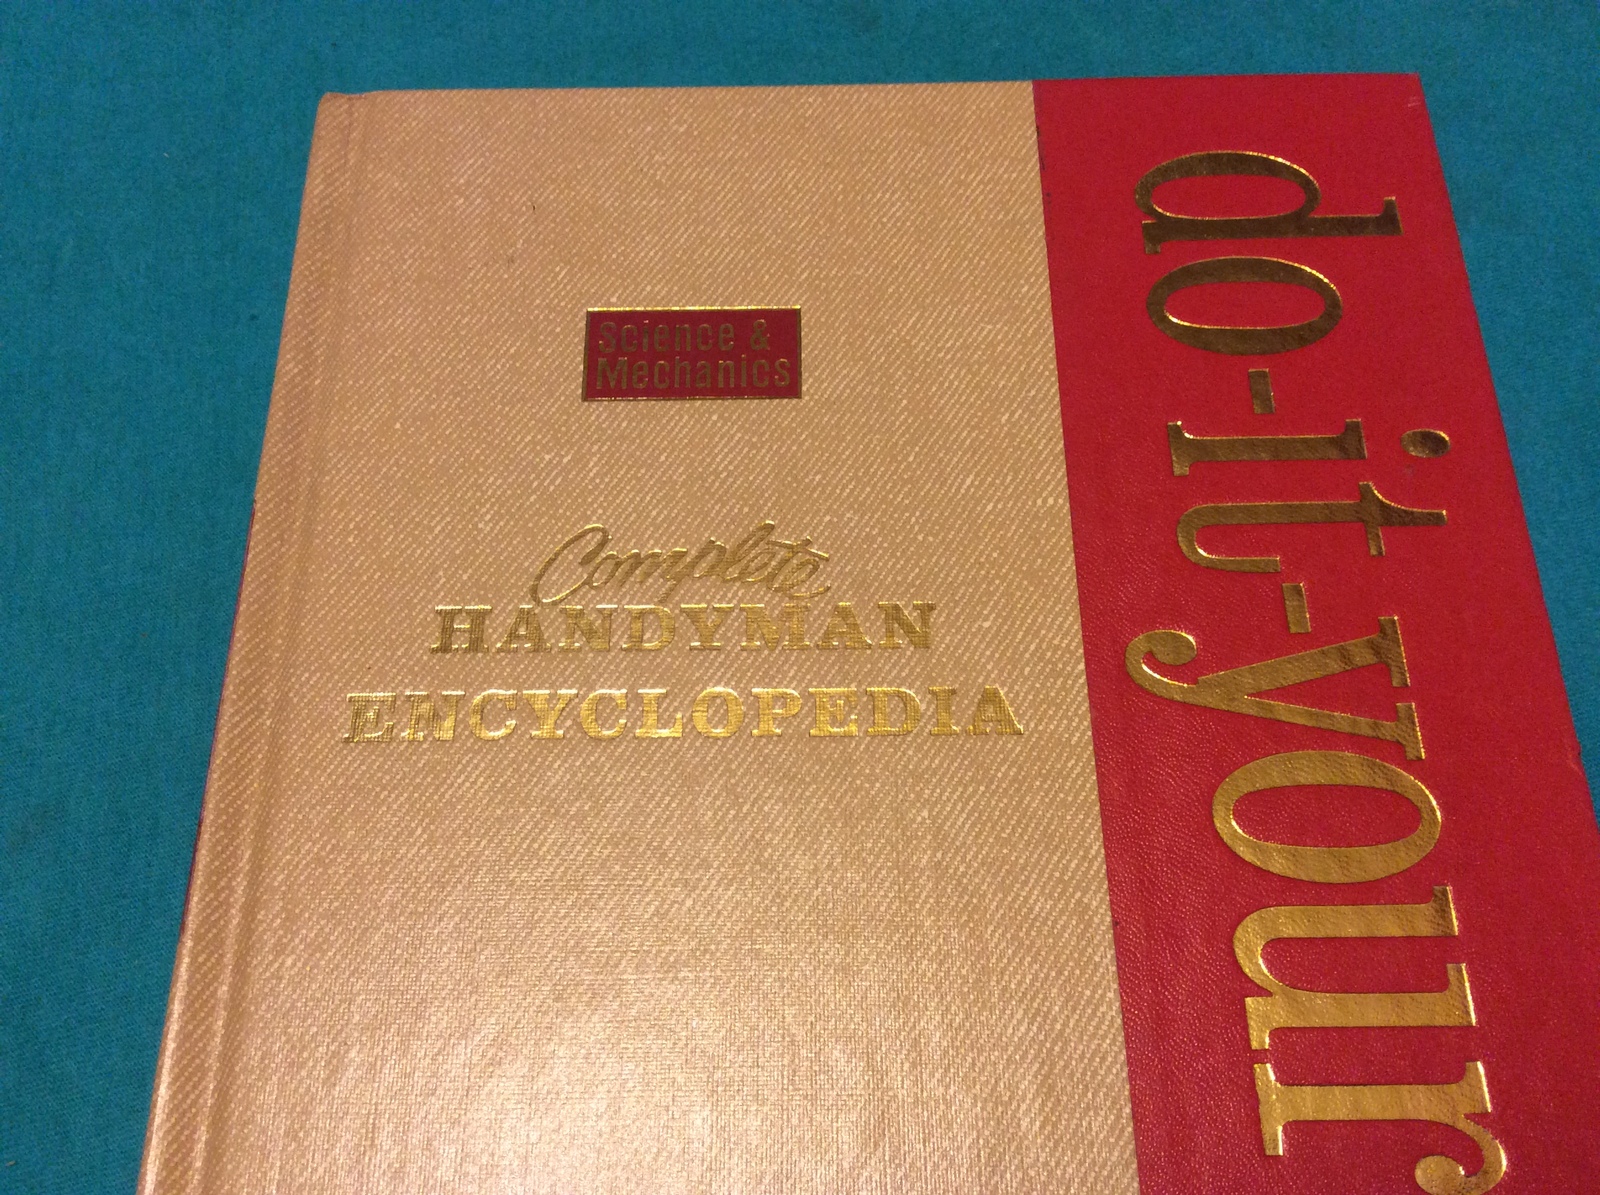 Science &
Mechanics
Complete
HANDYMAN
ENCYCLOPEDIA
do-it-your